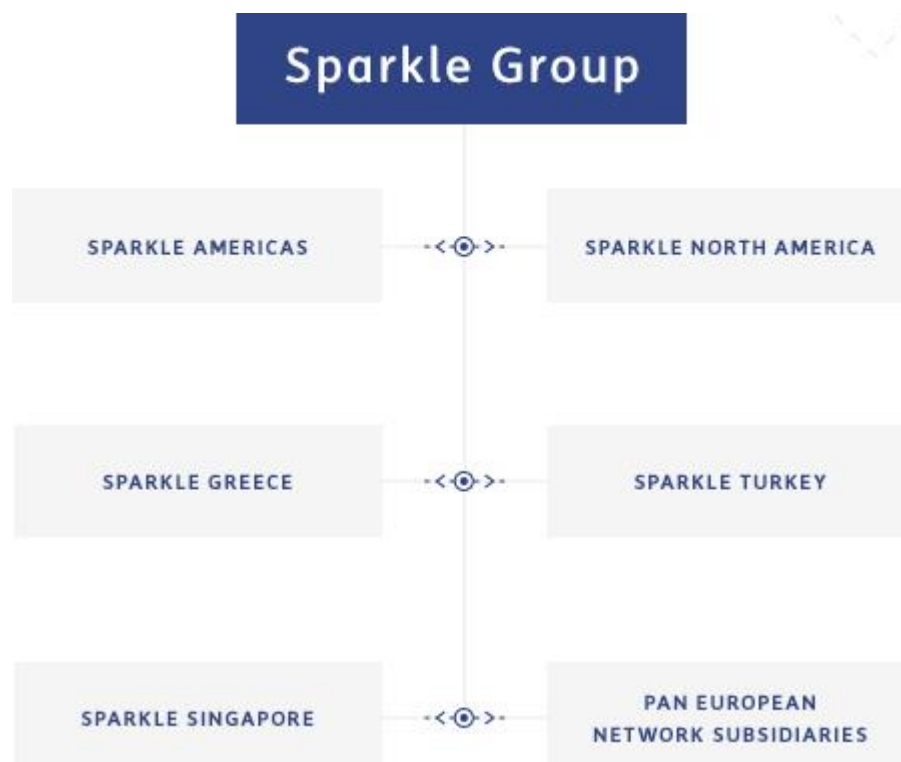 Sparkle Group
SPARKLE AMERICAS
SPARKLE NORTH AMERICA
SPARKLE GREECE
SPARKLE TURKEY
SPARKLE SINGAPORE
PAN EUROPEAN
NETWORK SUBSIDIARIES